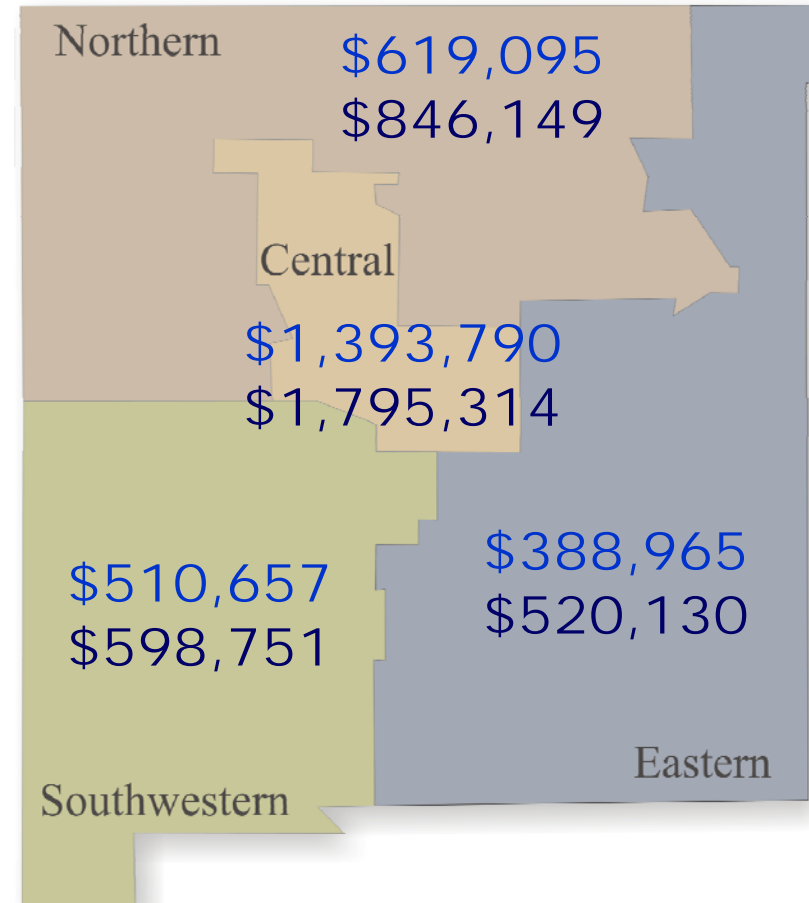 Northern
$619,095
$846,149
Central
$1,393,790
$1,795,314
$510,657
$598,751
Southwestern
$388,965
$520,130
Eastern